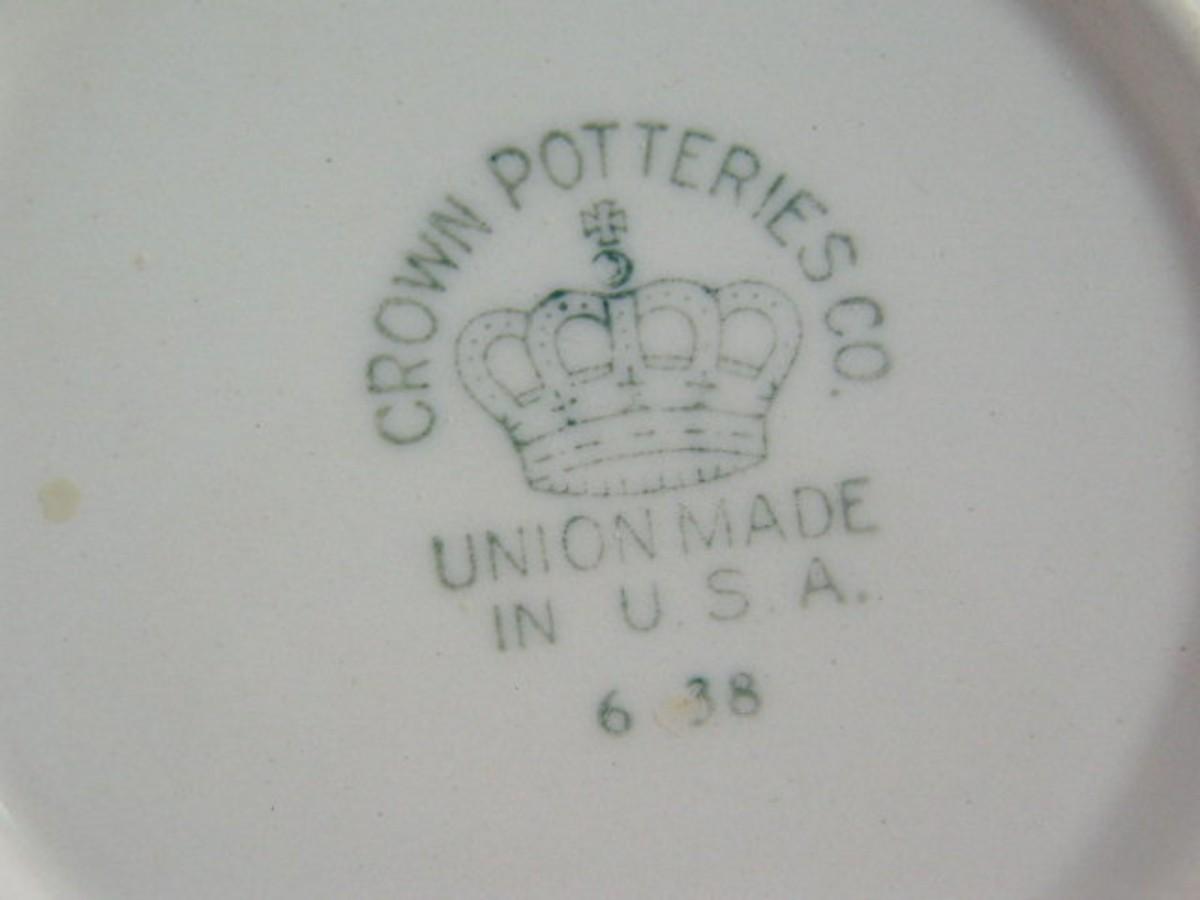 CROWN POTTERIES CO.
UNION MADE
IN U.S.A.
6 38